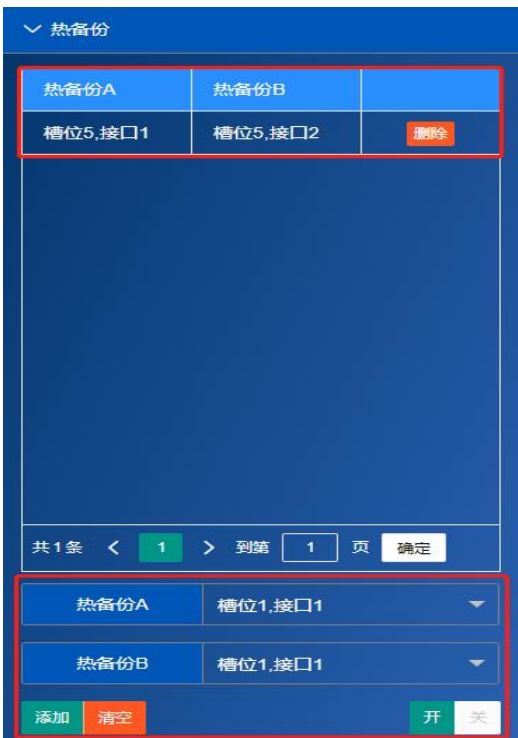 热备份
热备份A 热备份B
槽位5,接口1 槽位5,接口2 删除
共1条 1 到第 1 页 确定
热备份A 槽位1,接口1
热备份B 槽位1,接口1
添加 清空 开 关